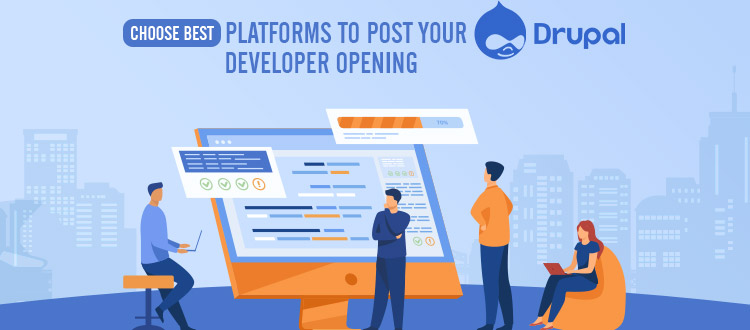 CHOOSE BEST PLATFORMS TO POST YOUR Drupal
DEVELOPER OPENING
75%